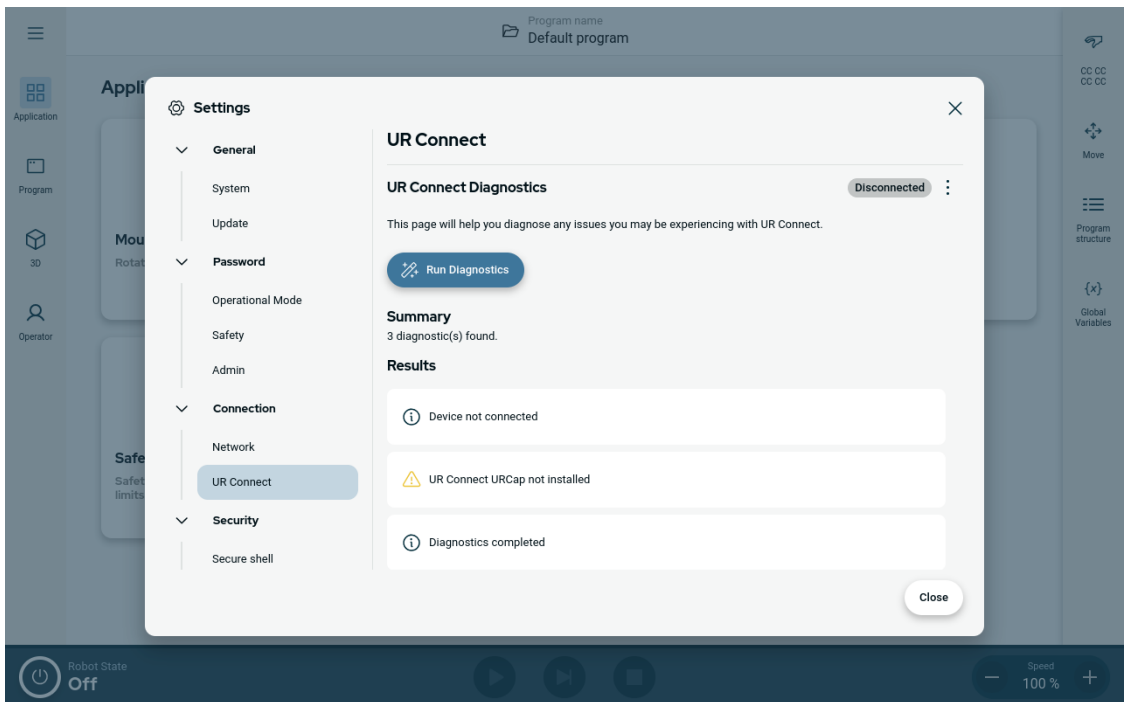 Program name
Default program
Application
Program
3D
Operator
Appli
Mou
Rotat
Safe
Safet
limits
Settings
General
System
Update
Password
Operational Mode
Safety
Admin
Connection
Network
UR Connect
Security
Secure shell
UR Connect
UR Connect Diagnostics
Disconnected
This page will help you diagnose any issues you may be experiencing with UR Connect.
Run Diagnostics
Summary
3 diagnostic(s) found.
Results
Device not connected
UR Connect URCap not installed
Diagnostics completed
Close
CC CC
CC CC
Move
Program
structure
{x}
Global
Variables
Robot State
Off
Speed
100 %